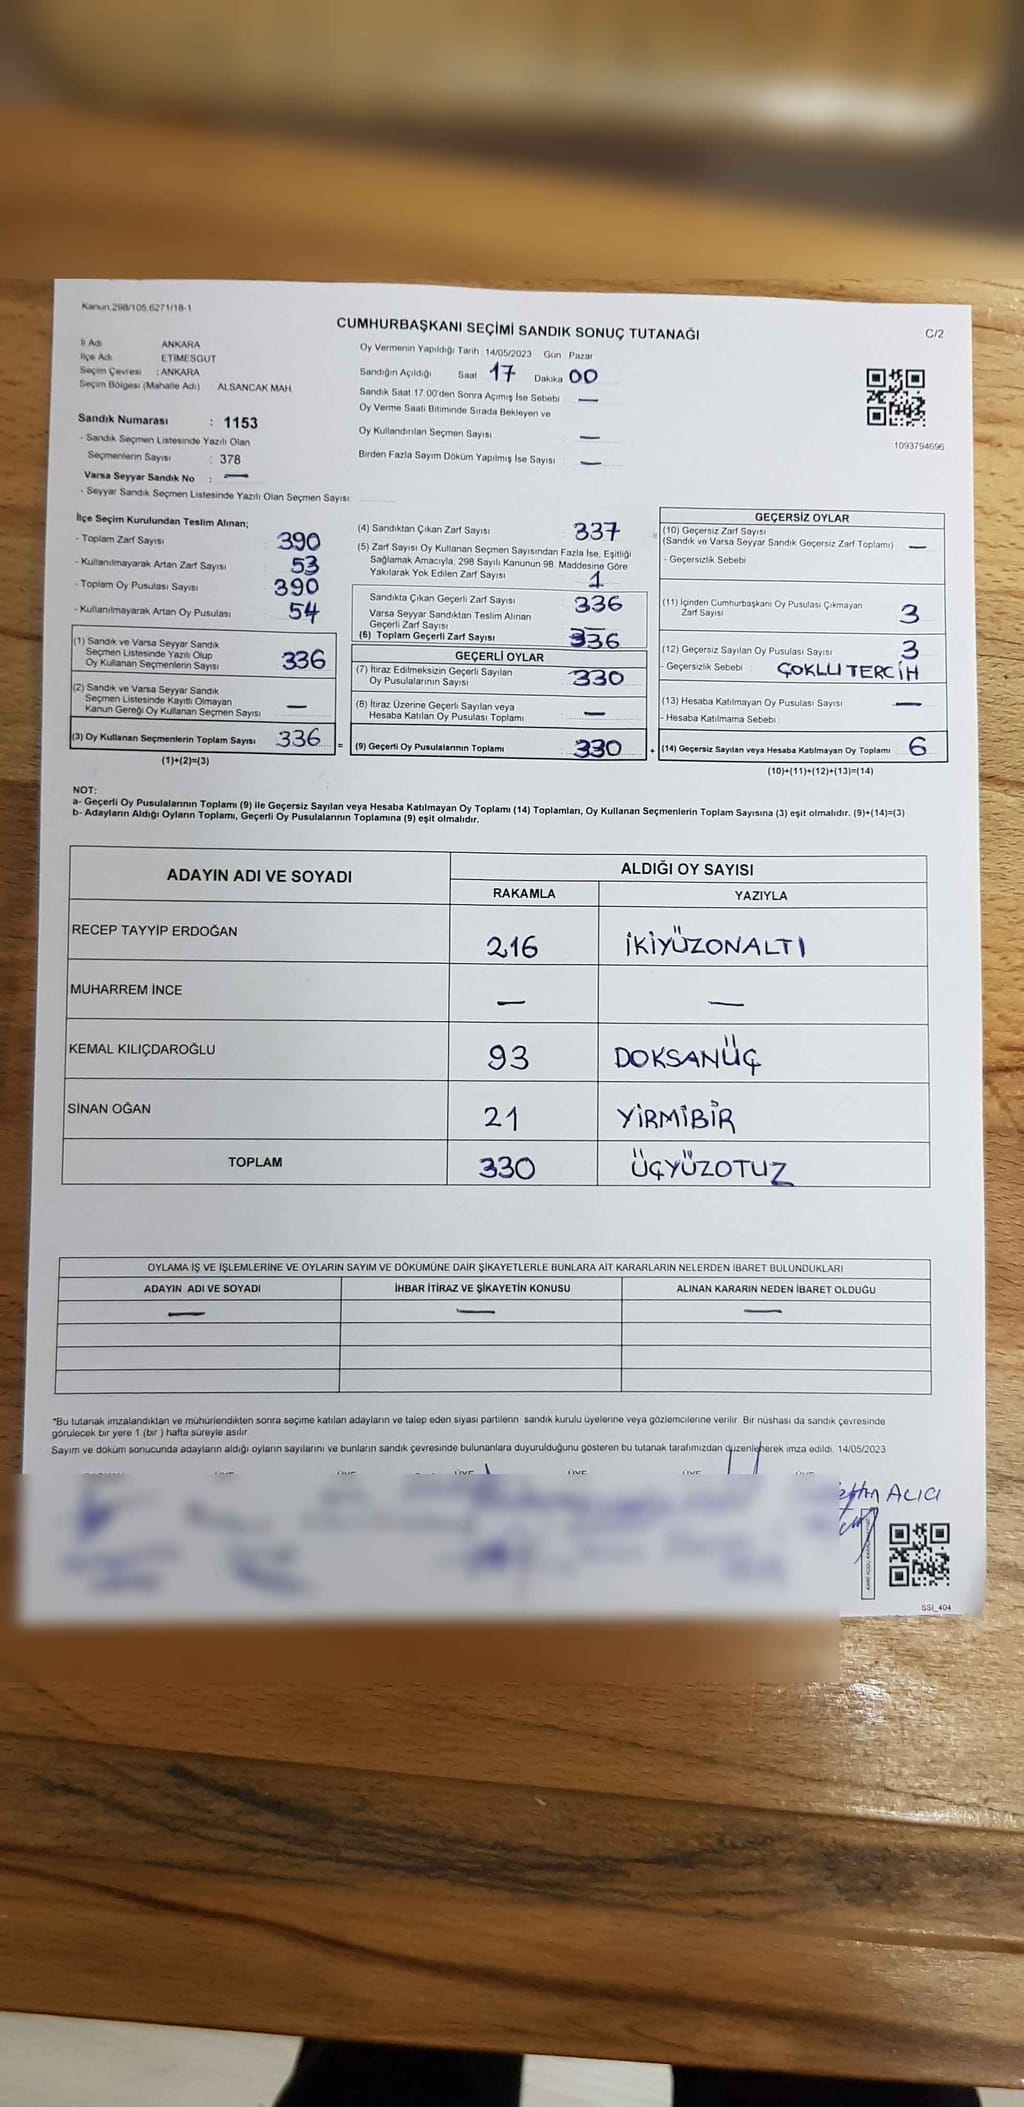 Kanun 298/105,6271/18-1
CUMHURBAŞKANI SEÇİMİ SANDIK SONUÇ TUTANAĞI
C/2
İl Adı ANKARA
İlçe Adı ETİMESGUT
Seçim Çevresi : ANKARA
Seçim Bölgesi (Mahalle Adı) ALSANCAK MAH
Oy Vermenin Yapıldığı Tarih 14/05/2023 Gün Pazar
Sandığın Açıldığı Saat 17 Dakika 00
Sandık Saat 17:00'den Sonra Açımış İse Sebebi —
Oy Verme Saati Bitiminde Sırada Bekleyen ve
Oy Kullandırılan Seçmen Sayısı —
Birden Fazla Sayım Döküm Yapılmış İse Sayısı : —
1093794696
Sandık Numarası : 1153
- Sandık Seçmen Listesinde Yazılı Olan
Seçmenlerin Sayısı : 378
Varsa Seyyar Sandık No : —
- Seyyar Sandık Seçmen Listesinde Yazılı Olan Seçmen Sayısı:
İlçe Seçim Kurulundan Teslim Alınan;
- Toplam Zarf Sayısı 390
- Kullanılmayarak Artan Zarf Sayısı 53
- Toplam Oy Pusulası Sayısı 390
- Kullanılmayarak Artan Oy Pusulası 54
(1) Sandık ve Varsa Seyyar Sandık
Seçmen Listesinde Yazılı Olup
Oy Kullanan Seçmenlerin Sayısı 336
(2) Sandık ve Varsa Seyyar Sandık
Seçmen Listesinde Kayıtlı Olmayan
Kanun Gereği Oy Kullanan Seçmen Sayısı —
(3) Oy Kullanan Seçmenlerin Toplam Sayısı 336 =
(1)+(2)=(3)
(4) Sandıktan Çıkan Zarf Sayısı 337
(5) Zarf Sayısı Oy Kullanan Seçmen Sayısından Fazla İse, Eşitliği
Sağlamak Amacıyla, 298 Sayılı Kanunun 98. Maddesine Göre
Yakılarak Yok Edilen Zarf Sayısı 1
Sandıkta Çıkan Geçerli Zarf Sayısı 336
Varsa Seyyar Sandıktan Teslim Alınan
Geçerli Zarf Sayısı —
(6) Toplam Geçerli Zarf Sayısı 336
GEÇERLİ OYLAR
(7) İtiraz Edilmeksizin Geçerli Sayılan
Oy Pusulalarının Sayısı 330
(8) İtiraz Üzerine Geçerli Sayılan veya
Hesaba Katılan Oy Pusulası Toplamı —
(9) Geçerli Oy Pusulalarının Toplamı 330 +
GEÇERSİZ OYLAR
(10) Geçersiz Zarf Sayısı
(Sandık ve Varsa Seyyar Sandık Geçersiz Zarf Toplamı) —
- Geçersizlik Sebebi
(11) İçinden Cumhurbaşkanı Oy Pusulası Çıkmayan
Zarf Sayısı 3
(12) Geçersiz Sayılan Oy Pusulası Sayısı 3
- Geçersizlik Sebebi : ÇOKLU TERCİH
(13) Hesaba Katılmayan Oy Pusulası Sayısı —
- Hesaba Katılmama Sebebi
(14) Geçersiz Sayılan veya Hesaba Katılmayan Oy Toplamı 6
(10)+(11)+(12)+(13)=(14)
NOT:
a- Geçerli Oy Pusulalarının Toplamı (9) ile Geçersiz Sayılan veya Hesaba Katılmayan Oy Toplamı (14) Toplamları, Oy Kullanan Seçmenlerin Toplam Sayısına (3) eşit olmalıdır. (9)+(14)=(3)
b- Adayların Aldığı Oyların Toplamı, Geçerli Oy Pusulalarının Toplamına (9) eşit olmalıdır.
ADAYIN ADI VE SOYADI ALDIĞI OY SAYISI
RAKAMLA YAZIYLA
RECEP TAYYİP ERDOĞAN 216 İKİYÜZONALTI
MUHARREM İNCE — —
KEMAL KILIÇDAROĞLU 93 DOKSANÜÇ
SİNAN OĞAN 21 YİRMİBİR
TOPLAM 330 ÜÇYÜZOTUZ
OYLAMA İŞ VE İŞLEMLERİNE VE OYLARIN SAYIM VE DÖKÜMÜNE DAİR ŞİKAYETLERLE BUNLARA AİT KARARLARIN NELERDEN İBARET BULUNDUKLARI
ADAYIN ADI VE SOYADI İHBAR İTİRAZ VE ŞİKAYETİN KONUSU ALINAN KARARIN NEDEN İBARET OLDUĞU
— — —
*Bu tutanak imzalandıktan ve mühürlendikten sonra seçime katılan adayların ve talep eden siyasi partilerin sandık kurulu üyelerine veya gözlemcilerine verilir. Bir nüshası da sandık çevresinde
görülecek bir yere 1 (bir) hafta süreyle asılır.
Sayım ve döküm sonucunda adayların aldığı oyların sayılarını ve bunların sandık çevresinde bulunanlara duyurulduğunu gösteren bu tutanak tarafımızdan düzenlenerek imza edildi. 14/05/2023
ALICI
SSI_404